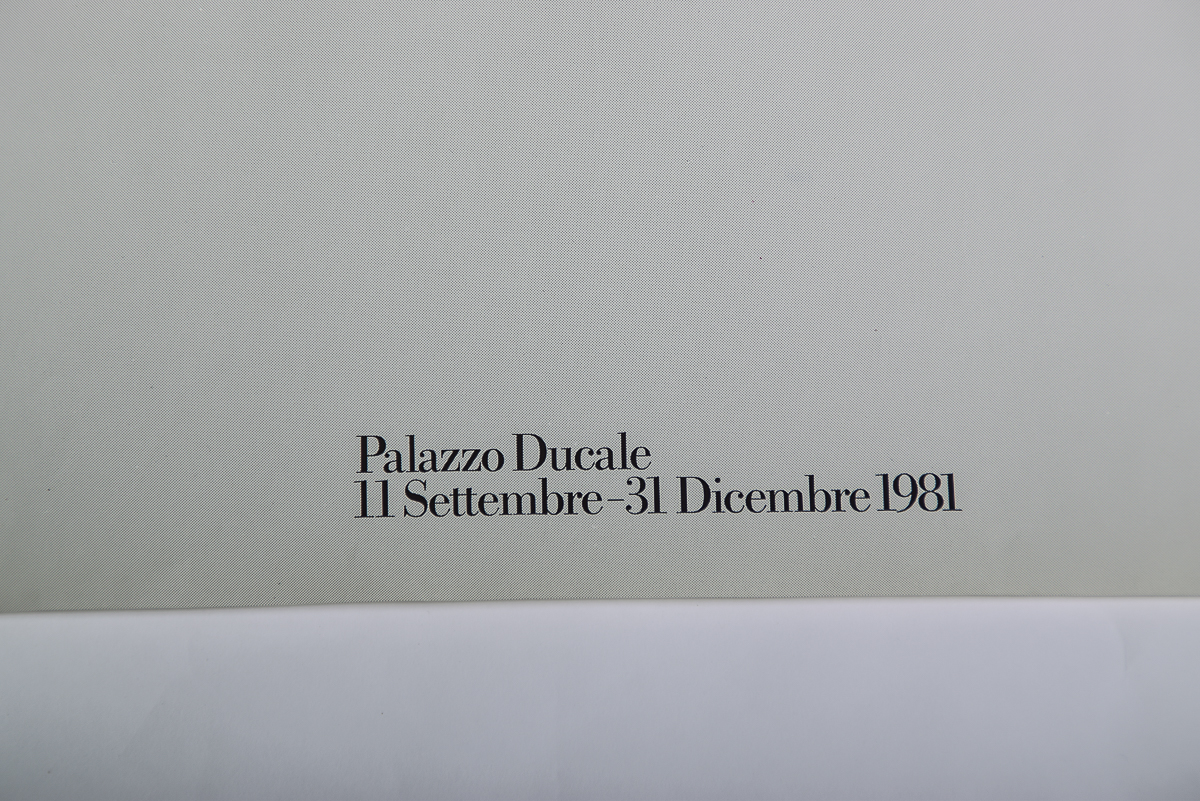 Palazzo Ducale
11 Settembre–31 Dicembre 1981